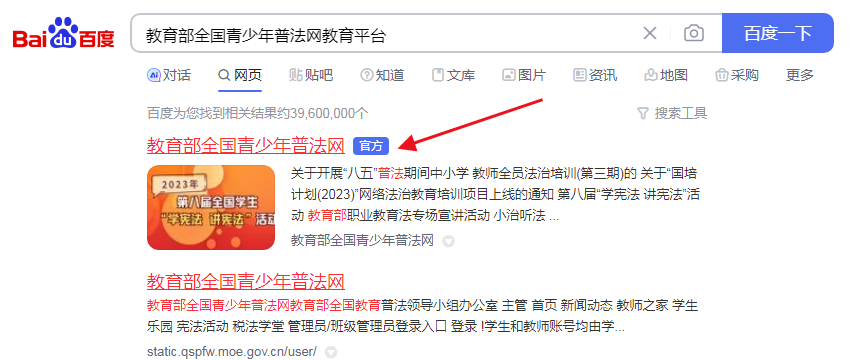 Bai du 百度
教育部全国青少年普法网教育平台
百度一下
对话 网页 贴吧 知道 文库 图片 资讯 地图 采购 更多
百度为您找到相关结果约39,600,000个
搜索工具
教育部全国青少年普法网 官方
2023年
第八届全国学生
“学宪法 讲宪法”活动
关于开展“八五”普法期间中小学 教师全员法治培训(第三期)的 关于“国培
计划(2023)”网络法治教育培训项目上线的通知 第八届“学宪法 讲宪法”活
动 教育部职业教育法专场宣讲活动 小治听法 ...
教育部全国青少年普法网
教育部全国青少年普法网
教育部全国青少年普法网教育部全国教育普法领导小组办公室 主管 首页 新闻动态 教师之家 学生
乐园 宪法活动 税法学堂 管理员/班级管理员登录入口 登录 !学生和教师账号均由学...
static.qspfw.moe.gov.cn/user/